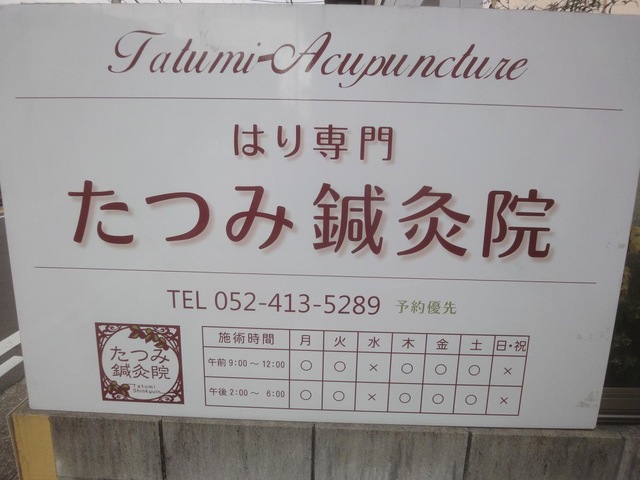 Tatumi-Acupuncture
はり専門
たつみ鍼灸院
TEL 052-413-5289 予約優先
たつみ
鍼灸院
Tatumi
Shinkyuin
施術時間 月 火 水 木 金 土 日・祝
午前 9:00～12:00 ○ ○ × ○ ○ ○ ×
午後 2:00～ 6:00 ○ ○ × ○ ○ ○ ×